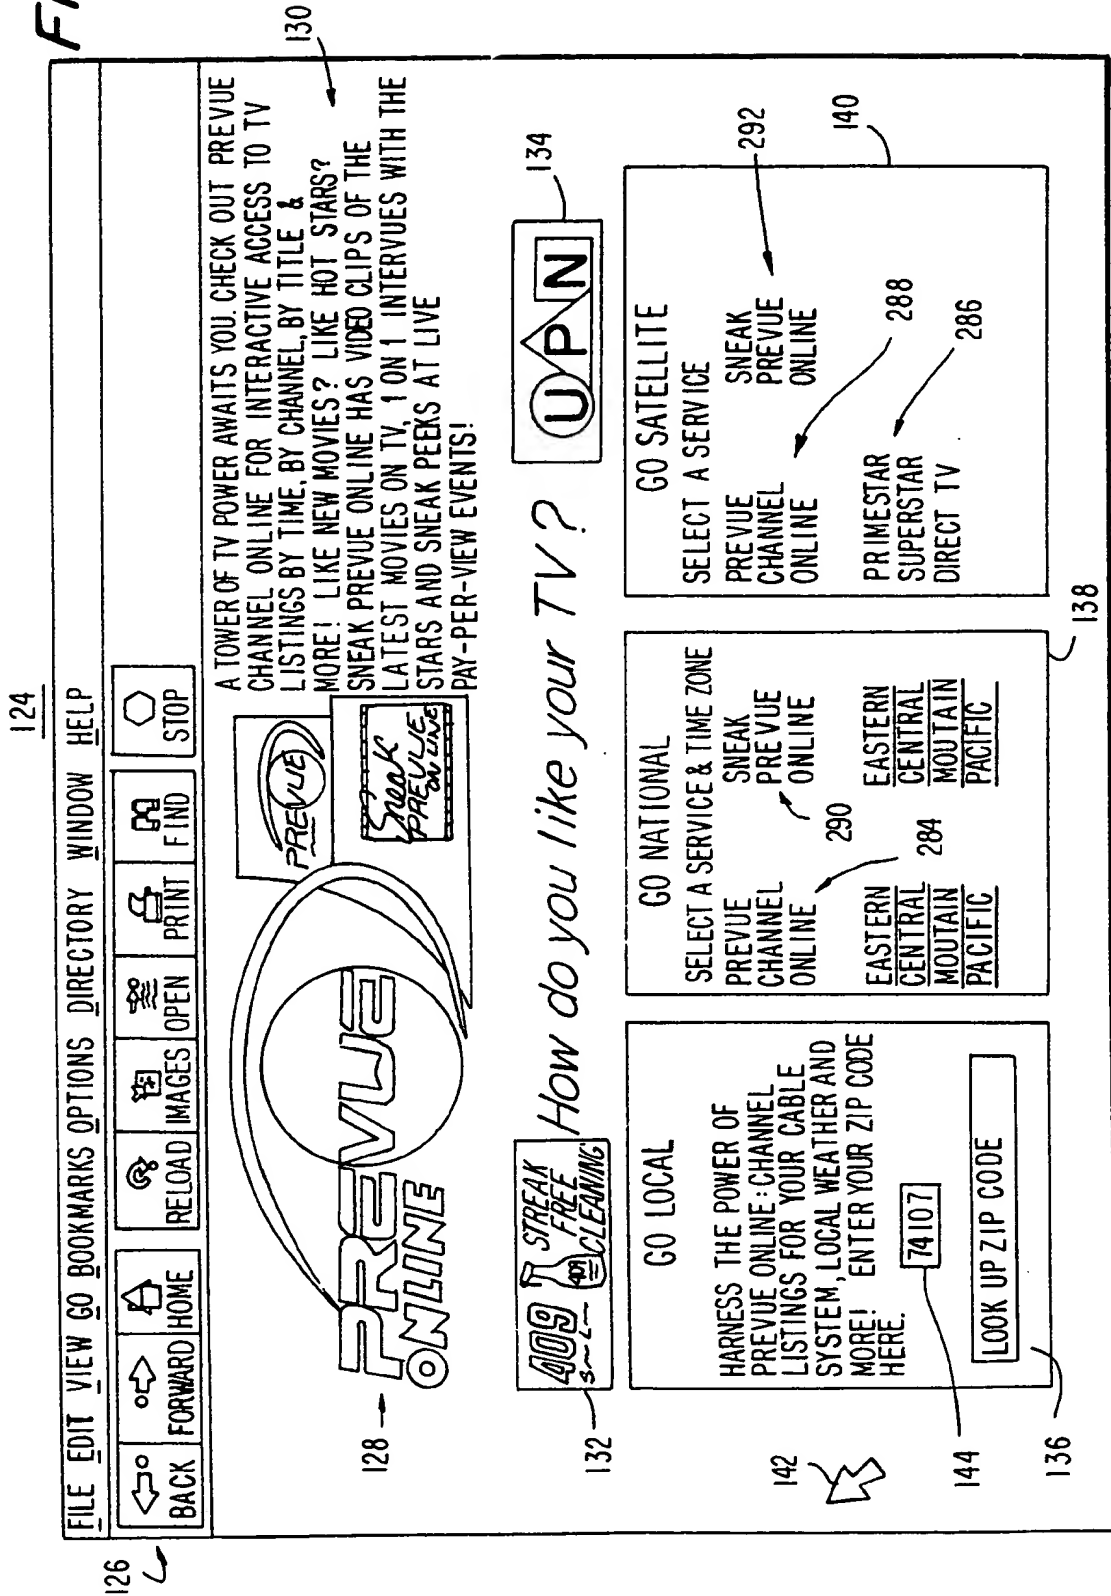 FI
124
FILE EDIT VIEW GO BOOKMARKS OPTIONS DIRECTORY WINDOW HELP
126
BACK FORWARD HOME RELOAD IMAGES OPEN PRINT FIND STOP
128
PREVUE
ONLINE
PREVUE
Sneak
PREVUE
ON LINE
A TOWER OF TV POWER AWAITS YOU. CHECK OUT PREVUE
CHANNEL ONLINE FOR INTERACTIVE ACCESS TO TV
LISTINGS BY TIME, BY CHANNEL, BY TITLE &
MORE! LIKE NEW MOVIES? LIKE HOT STARS?
SNEAK PREVUE ONLINE HAS VIDEO CLIPS OF THE
LATEST MOVIES ON TV, 1 ON 1 INTERVUES WITH THE
STARS AND SNEAK PEEKS AT LIVE
PAY-PER-VIEW EVENTS!
130
132
409
STREAK
FREE
CLEANING
409
How do you like your TV?
UPN
134
142
GO LOCAL
HARNESS THE POWER OF
PREVUE ONLINE: CHANNEL
LISTINGS FOR YOUR CABLE
SYSTEM, LOCAL WEATHER AND
MORE! ENTER YOUR ZIP CODE
HERE.
74107
LOOK UP ZIP CODE
144
136
GO NATIONAL
SELECT A SERVICE & TIME ZONE
PREVUE
CHANNEL
ONLINE
284
EASTERN
CENTRAL
MOUTAIN
PACIFIC
SNEAK
PREVUE
ONLINE
290
EASTERN
CENTRAL
MOUTAIN
PACIFIC
138
GO SATELLITE
SELECT A SERVICE
PREVUE
CHANNEL
ONLINE
288
SNEAK
PREVUE
ONLINE
292
PRIMESTAR
SUPERSTAR
DIRECT TV
286
140